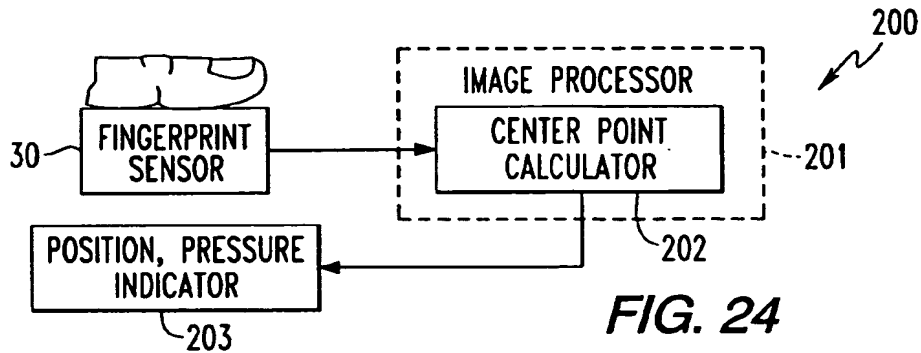 200
IMAGE PROCESSOR
FINGERPRINT
SENSOR
30
CENTER POINT
CALCULATOR
201
202
POSITION, PRESSURE
INDICATOR
203
FIG. 24